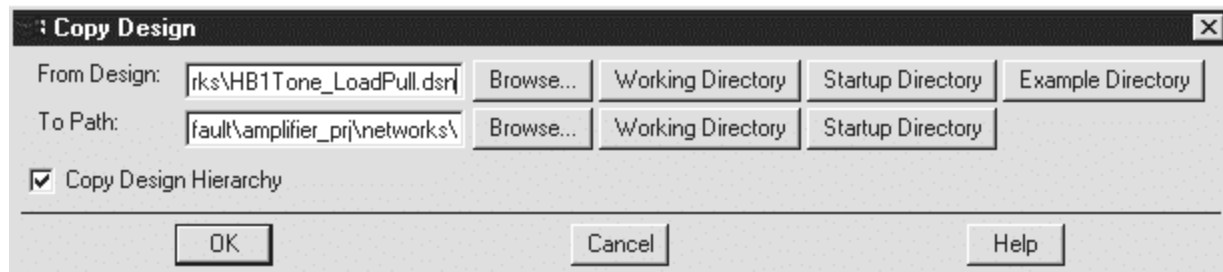 Copy Design
From Design: rks\HB1Tone_LoadPull.dsn Browse... Working Directory Startup Directory Example Directory
To Path: fault\amplifier_prj\networks\ Browse... Working Directory Startup Directory
Copy Design Hierarchy
OK Cancel Help